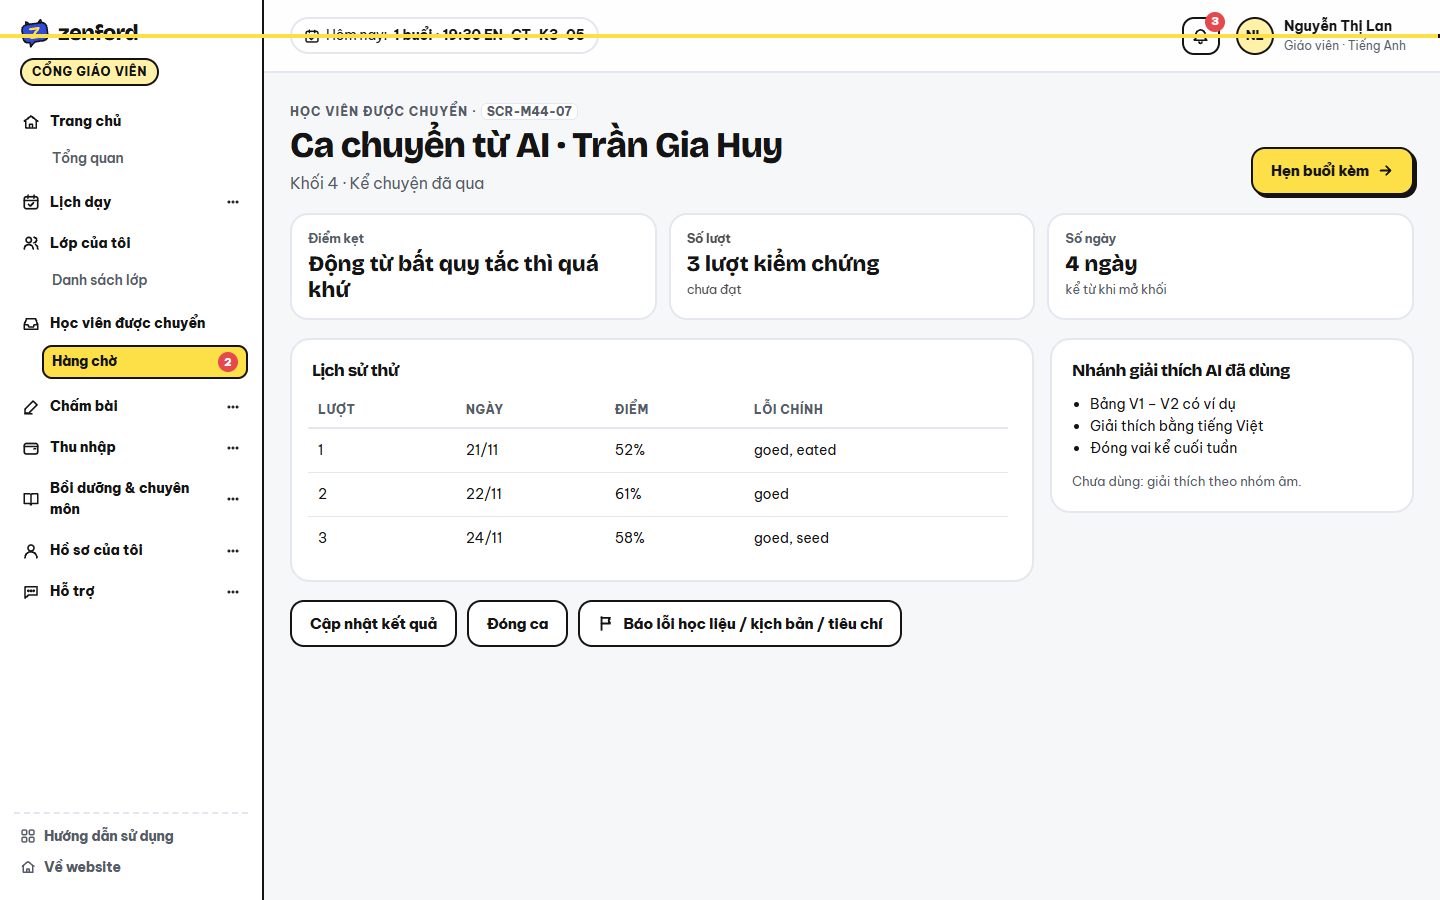 zenford
CỔNG GIÁO VIÊN
Trang chủ
Tổng quan
Lịch dạy
Lớp của tôi
Danh sách lớp
Học viên được chuyển
Hàng chờ 2
Chấm bài
Thu nhập
Bồi dưỡng & chuyên
môn
Hồ sơ của tôi
Hỗ trợ
Hướng dẫn sử dụng
Về website
Hôm nay: 1 buổi · 19:30 EN-GT-K3-05
3
NL
Nguyễn Thị Lan
Giáo viên · Tiếng Anh
HỌC VIÊN ĐƯỢC CHUYỂN · SCR-M44-07
Ca chuyển từ AI · Trần Gia Huy
Khối 4 · Kể chuyện đã qua
Hẹn buổi kèm →
Điểm kẹt
Động từ bất quy tắc thì quá
khứ
Số lượt
3 lượt kiểm chứng
chưa đạt
Số ngày
4 ngày
kể từ khi mở khối
Lịch sử thử
LƯỢT NGÀY ĐIỂM LỖI CHÍNH
1 21/11 52% goed, eated
2 22/11 61% goed
3 24/11 58% goed, seed
Nhánh giải thích AI đã dùng
• Bảng V1 – V2 có ví dụ
• Giải thích bằng tiếng Việt
• Đóng vai kể cuối tuần
Chưa dùng: giải thích theo nhóm âm.
Cập nhật kết quả
Đóng ca
Báo lỗi học liệu / kịch bản / tiêu chí